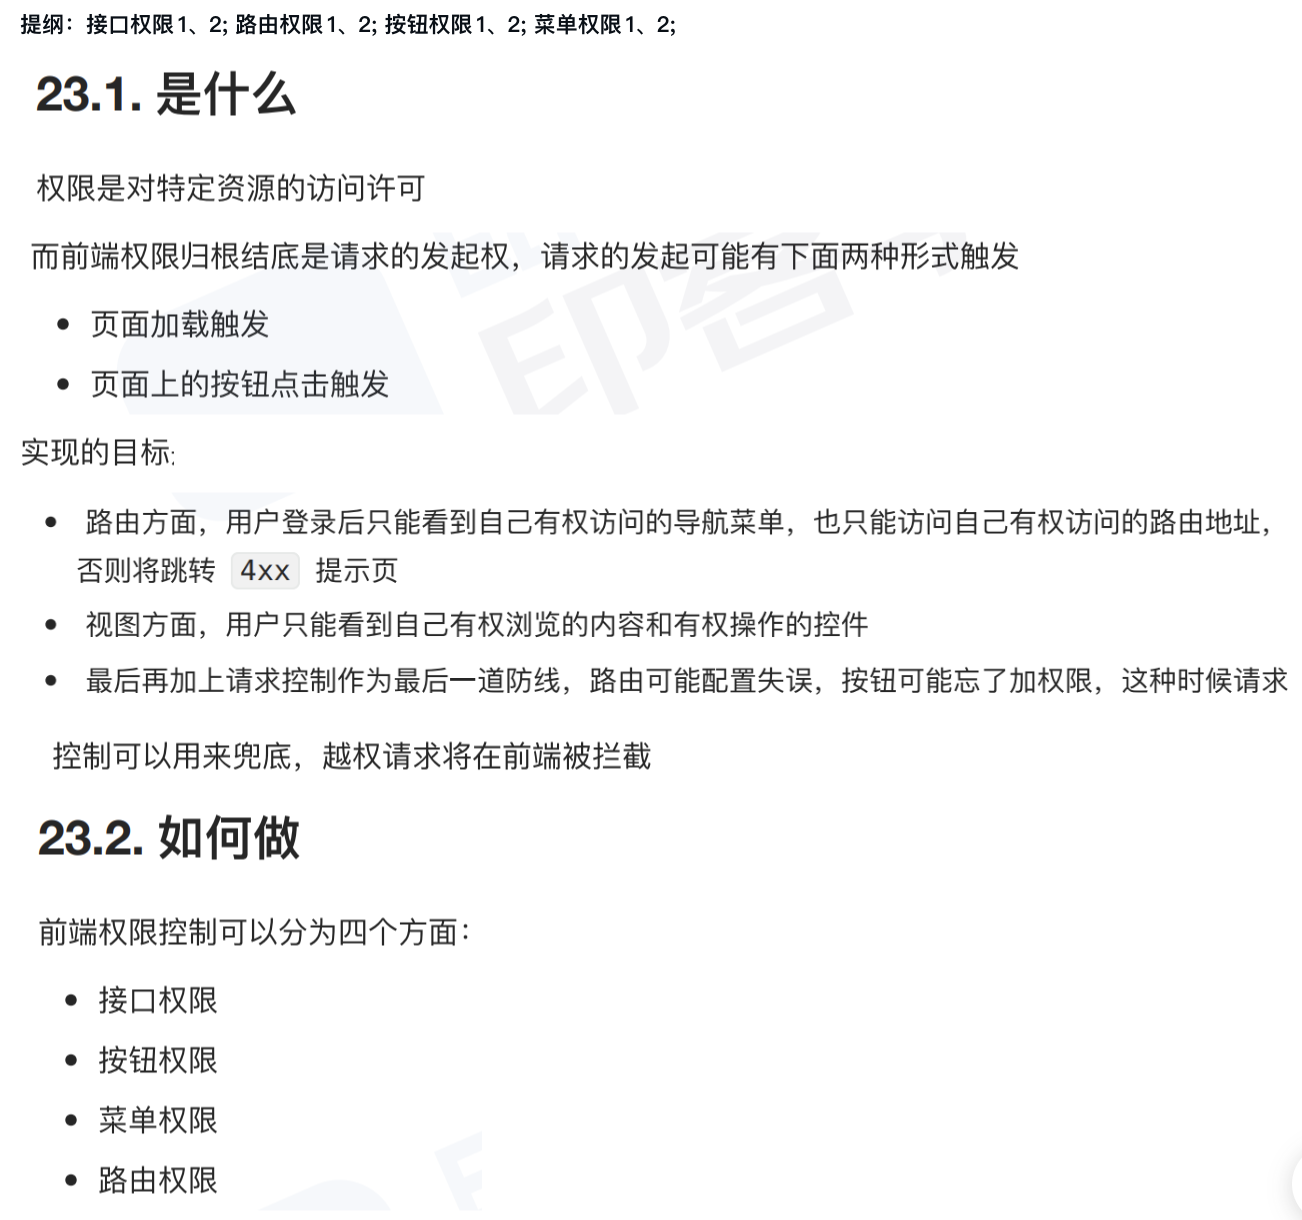 提纲：接口权限1、2; 路由权限1、2; 按钮权限1、2; 菜单权限1、2;
23.1. 是什么
权限是对特定资源的访问许可
而前端权限归根结底是请求的发起权，请求的发起可能有下面两种形式触发
• 页面加载触发
• 页面上的按钮点击触发
实现的目标:
• 路由方面，用户登录后只能看到自己有权访问的导航菜单，也只能访问自己有权访问的路由地址，
否则将跳转 4xx 提示页
• 视图方面，用户只能看到自己有权浏览的内容和有权操作的控件
• 最后再加上请求控制作为最后一道防线，路由可能配置失误，按钮可能忘了加权限，这种时候请求
控制可以用来兜底，越权请求将在前端被拦截
23.2. 如何做
前端权限控制可以分为四个方面：
• 接口权限
• 按钮权限
• 菜单权限
• 路由权限